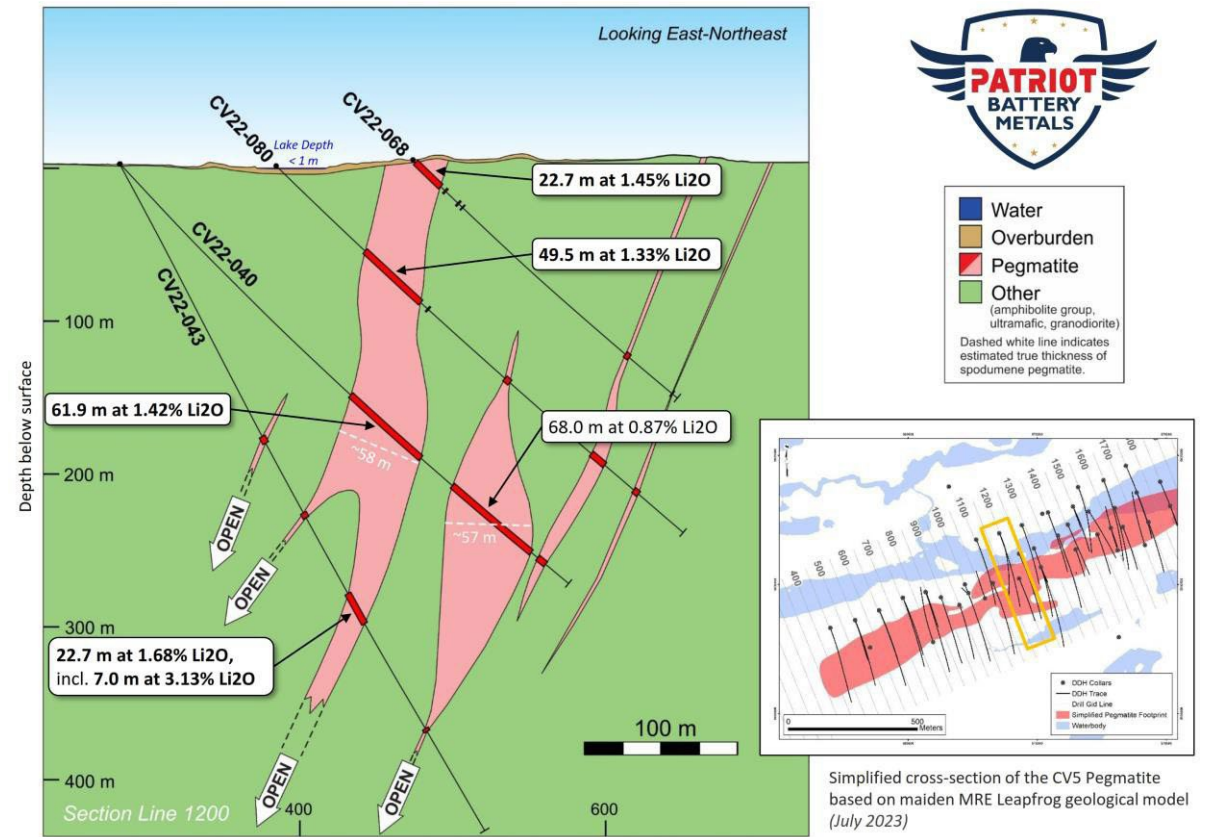 Looking East-Northeast
PATRIOT
BATTERY
METALS
CV22-080
CV22-068
CV22-040
CV22-043
Lake Depth
< 1 m
22.7 m at 1.45% Li2O
49.5 m at 1.33% Li2O
61.9 m at 1.42% Li2O
68.0 m at 0.87% Li2O
~58 m
~57 m
22.7 m at 1.68% Li2O,
incl. 7.0 m at 3.13% Li2O
Depth below surface
100 m
200 m
300 m
400 m
OPEN
OPEN
OPEN
OPEN
100 m
Section Line 1200
400
600
Water
Overburden
Pegmatite
Other
(amphibolite group,
ultramafic, granodiorite)
Dashed white line indicates
estimated true thickness of
spodumene pegmatite.
400
500
600
700
800
900
1000
1100
1200
1300
1400
1500
1600
1700
DDH Collars
DDH Trace
Drill Gid Line
Simplified Pegmatite Footprint
Waterbody
0
500
Meters
Simplified cross-section of the CV5 Pegmatite
based on maiden MRE Leapfrog geological model
(July 2023)